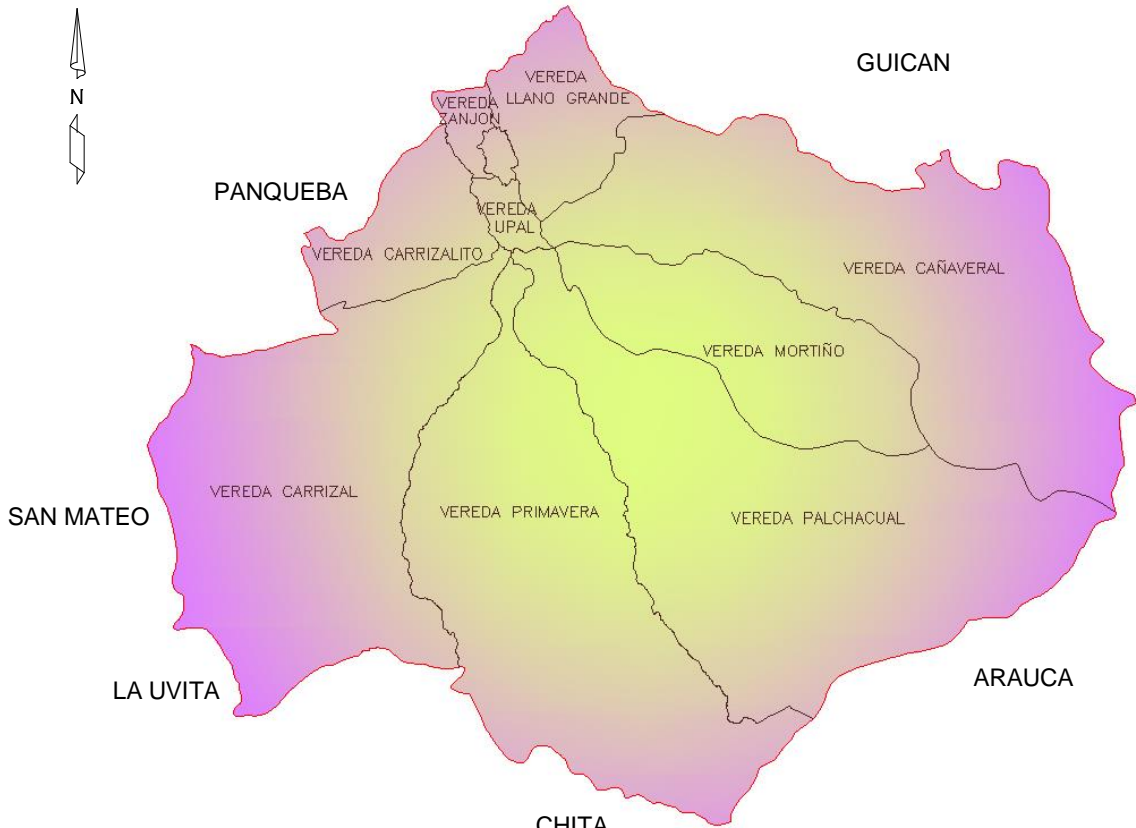 N
GUICAN
VEREDA
LLANO GRANDE
VEREDA
ZANJON
PANQUEBA
VEREDA
UPAL
VEREDA CARRIZALITO
VEREDA CAÑAVERAL
VEREDA MORTIÑO
VEREDA CARRIZAL
VEREDA PRIMAVERA
VEREDA PALCHACUAL
SAN MATEO
LA UVITA
ARAUCA
CHITA